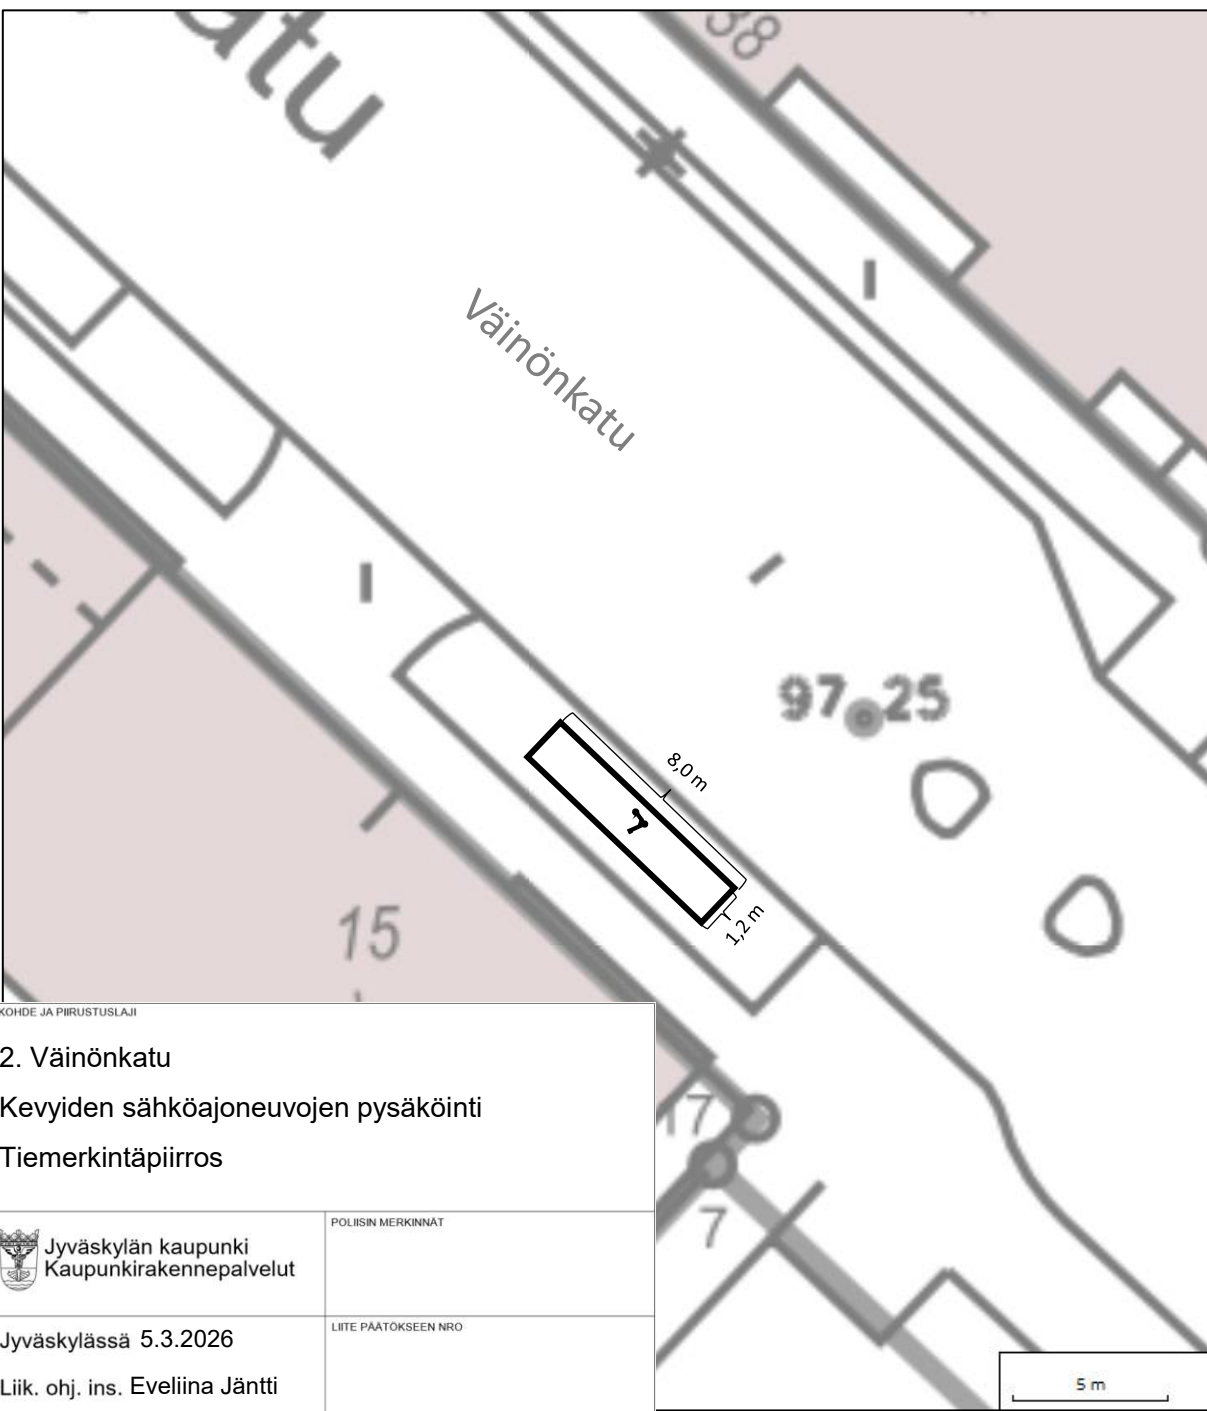 atu
38
Väinönkatu
97 25
8,0 m
1,2 m
15
17
7
KOHDE JA PIIRUSTUSLAJI
2. Väinönkatu
Kevyiden sähköajoneuvojen pysäköinti
Tiemerkintäpiirros
Jyväskylän kaupunki
Kaupunkirakennepalvelut
POLIISIN MERKINNÄT
Jyväskylässä 5.3.2026
Liik. ohj. ins. Eveliina Jäntti
LIITE PÄÄTÖKSEEN NRO
5 m